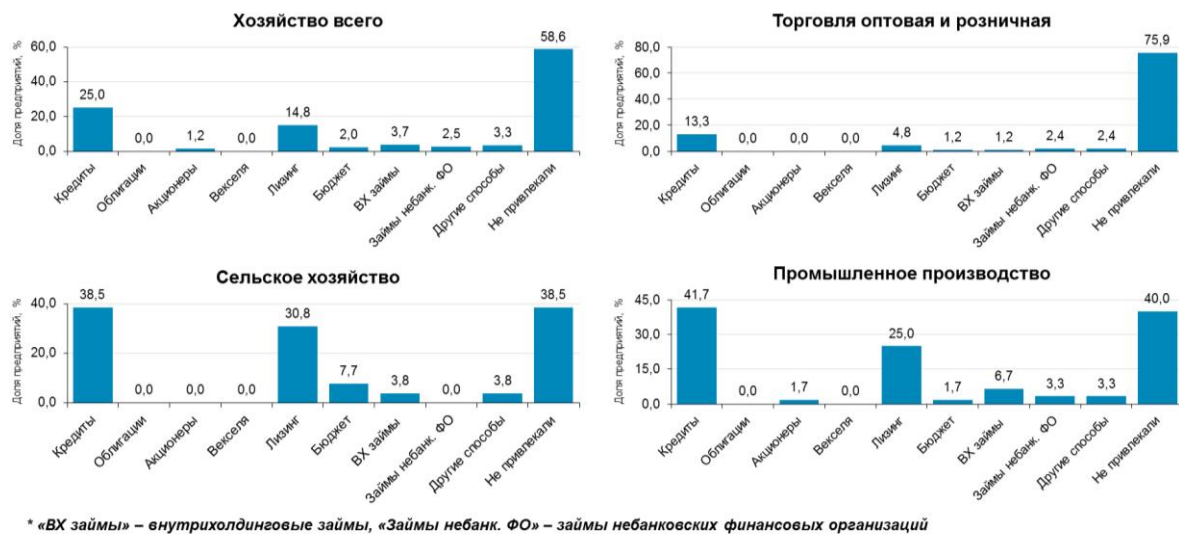 Хозяйство всего
Доля предприятий, %
60,0
40,0
20,0
0,0
25,0
0,0
1,2
0,0
14,8
2,0
3,7
2,5
3,3
58,6
Кредиты
Облигации
Акционеры
Векселя
Лизинг
Бюджет
ВХ займы
Займы небанк. ФО
Другие способы
Не привлекали
Торговля оптовая и розничная
Доля предприятий, %
80,0
60,0
40,0
20,0
0,0
13,3
0,0
0,0
0,0
4,8
1,2
1,2
2,4
2,4
75,9
Кредиты
Облигации
Акционеры
Векселя
Лизинг
Бюджет
ВХ займы
Займы небанк. ФО
Другие способы
Не привлекали
Сельское хозяйство
Доля предприятий, %
40,0
20,0
0,0
38,5
0,0
0,0
0,0
30,8
7,7
3,8
0,0
3,8
38,5
Кредиты
Облигации
Акционеры
Векселя
Лизинг
Бюджет
ВХ займы
Займы небанк. ФО
Другие способы
Не привлекали
Промышленное производство
Доля предприятий, %
45,0
30,0
15,0
0,0
41,7
0,0
1,7
0,0
25,0
1,7
6,7
3,3
3,3
40,0
Кредиты
Облигации
Акционеры
Векселя
Лизинг
Бюджет
ВХ займы
Займы небанк. ФО
Другие способы
Не привлекали
* «ВХ займы» – внутрихолдинговые займы, «Займы небанк. ФО» – займы небанковских финансовых организаций